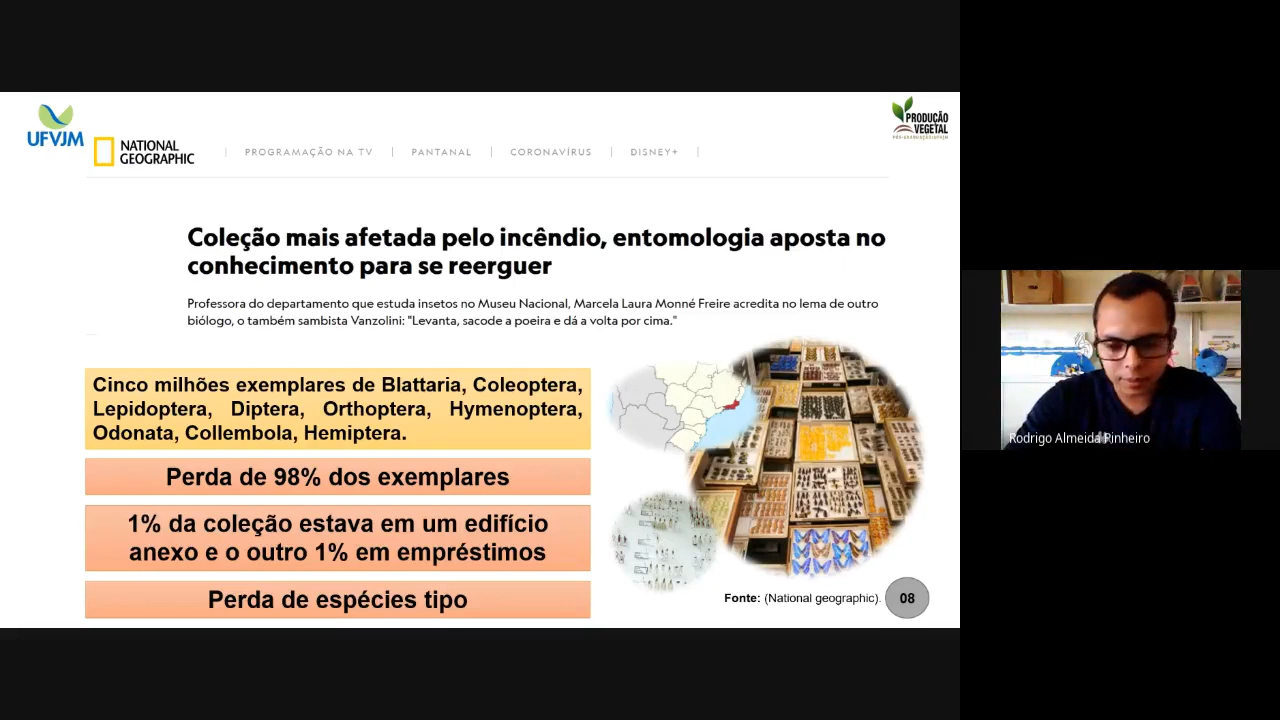 UFVJM
NATIONAL
GEOGRAPHIC
PROGRAMAÇÃO NA TV
PANTANAL
CORONAVÍRUS
DISNEY+
PRODUÇÃO
VEGETAL
Coleção mais afetada pelo incêndio, entomologia aposta no
conhecimento para se reerguer
Professora do departamento que estuda insetos no Museu Nacional, Marcela Laura Monné Freire acredita no lema de outro
biólogo, o também sambista Vanzolini: "Levanta, sacode a poeira e dá a volta por cima."
Cinco milhões exemplares de Blattaria, Coleoptera,
Lepidoptera, Diptera, Orthoptera, Hymenoptera,
Odonata, Collembola, Hemiptera.
Perda de 98% dos exemplares
1% da coleção estava em um edifício
anexo e o outro 1% em empréstimos
Perda de espécies tipo
Fonte: (National geographic).
08
Rodrigo Almeida Pinheiro